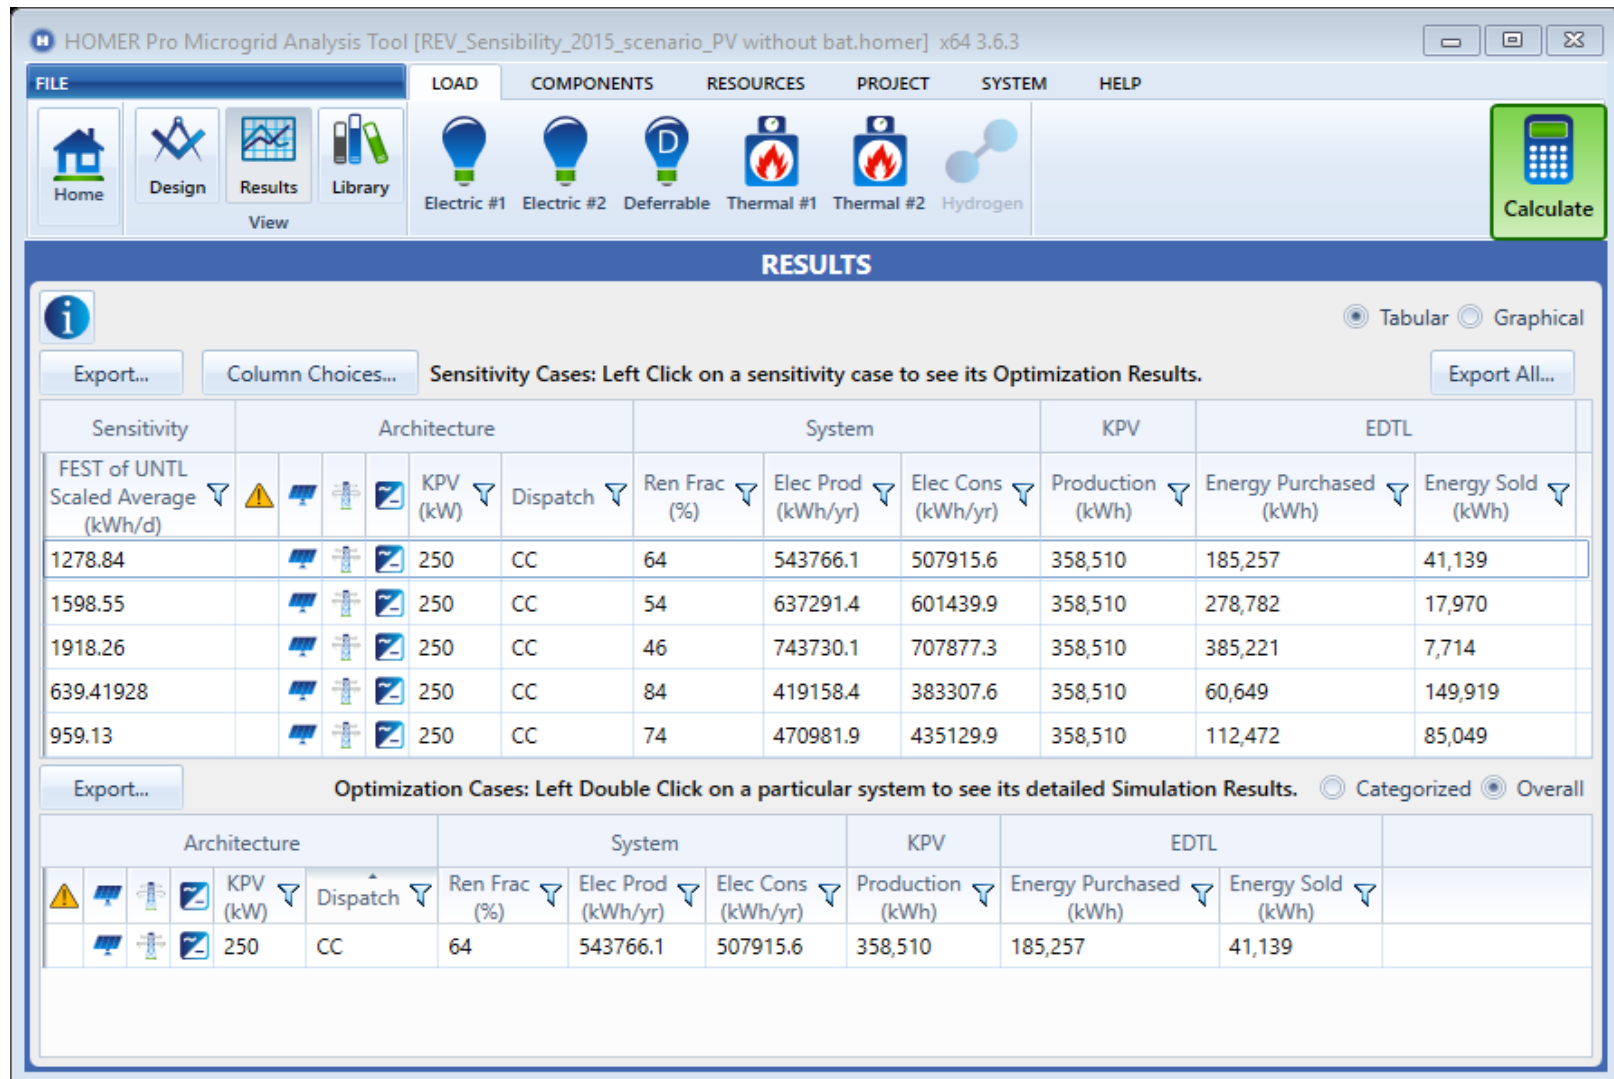 HOMER Pro Microgrid Analysis Tool [REV_Sensibility_2015_scenario_PV without bat.homer] x64 3.6.3
FILE LOAD COMPONENTS RESOURCES PROJECT SYSTEM HELP
Home Design Results Library Electric #1 Electric #2 Deferrable Thermal #1 Thermal #2 Hydrogen Calculate
D
View
RESULTS
i
Tabular Graphical
Export... Column Choices... Sensitivity Cases: Left Click on a sensitivity case to see its Optimization Results. Export All...
Sensitivity Architecture System KPV EDTL
FEST of UNTL Scaled Average (kWh/d) KPV (kW) Dispatch Ren Frac (%) Elec Prod (kWh/yr) Elec Cons (kWh/yr) Production (kWh) Energy Purchased (kWh) Energy Sold (kWh)
1278.84 250 CC 64 543766.1 507915.6 358,510 185,257 41,139
1598.55 250 CC 54 637291.4 601439.9 358,510 278,782 17,970
1918.26 250 CC 46 743730.1 707877.3 358,510 385,221 7,714
639.41928 250 CC 84 419158.4 383307.6 358,510 60,649 149,919
959.13 250 CC 74 470981.9 435129.9 358,510 112,472 85,049
Export... Optimization Cases: Left Double Click on a particular system to see its detailed Simulation Results. Categorized Overall
Architecture System KPV EDTL
KPV (kW) Dispatch Ren Frac (%) Elec Prod (kWh/yr) Elec Cons (kWh/yr) Production (kWh) Energy Purchased (kWh) Energy Sold (kWh)
250 CC 64 543766.1 507915.6 358,510 185,257 41,139